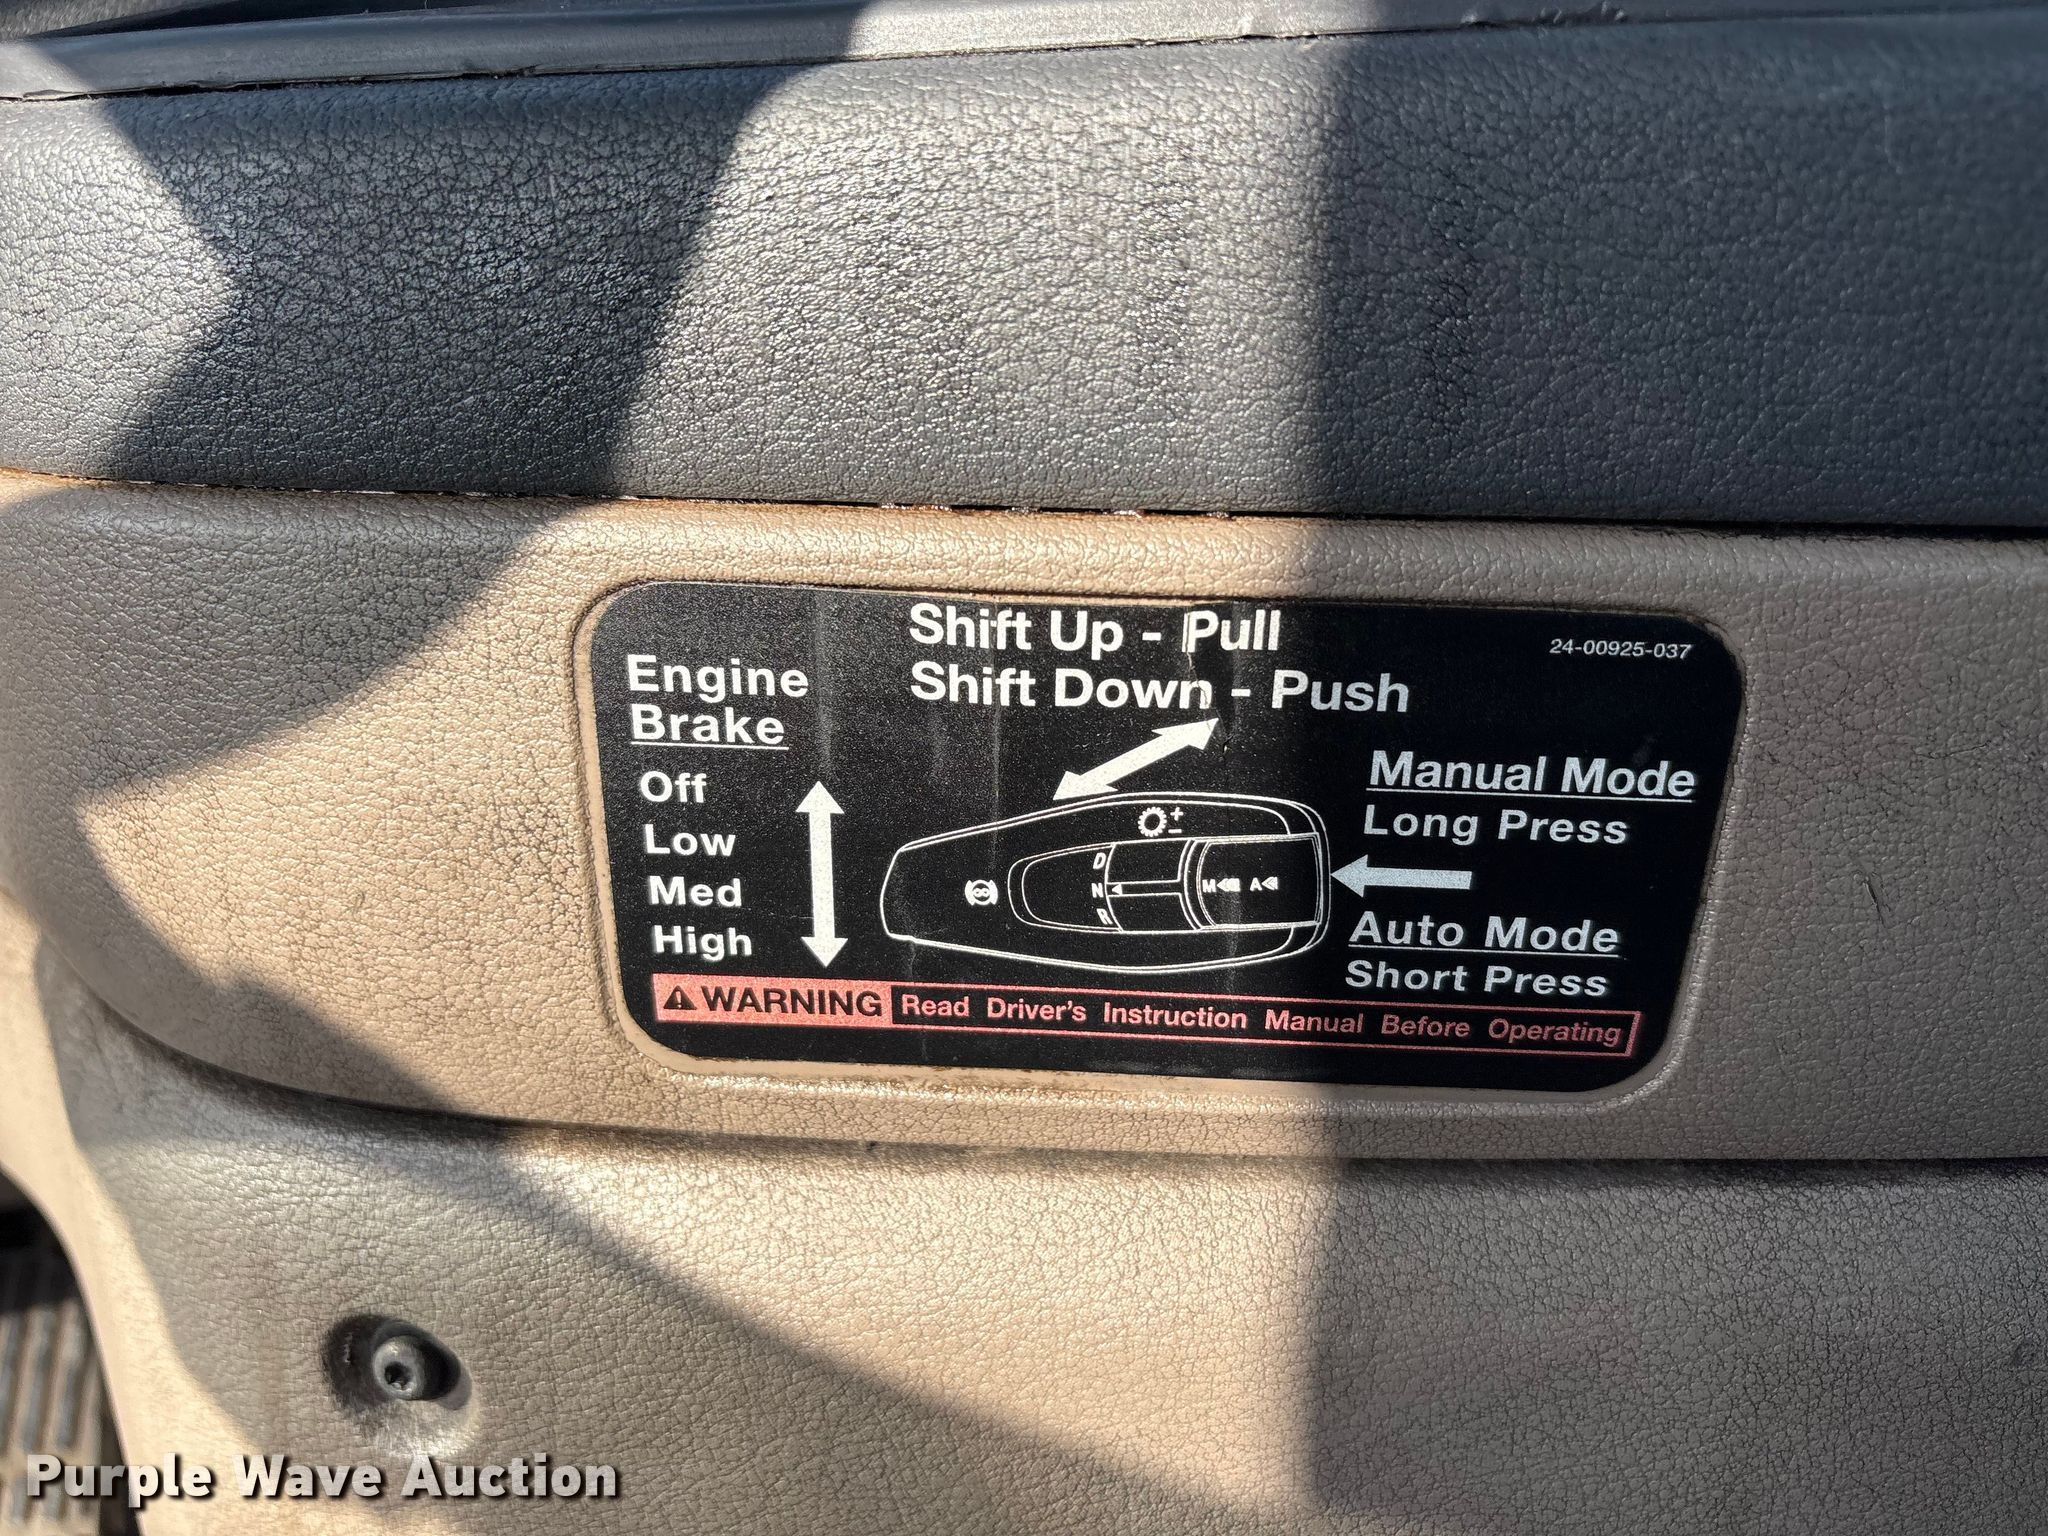 Shift Up - Pull
Shift Down - Push
24-00925-037
Engine
Brake
Off
Low
Med
High
+
−
D
N
R
M A
Manual Mode
Long Press
Auto Mode
Short Press
WARNING Read Driver's Instruction Manual Before Operating
Purple Wave Auction